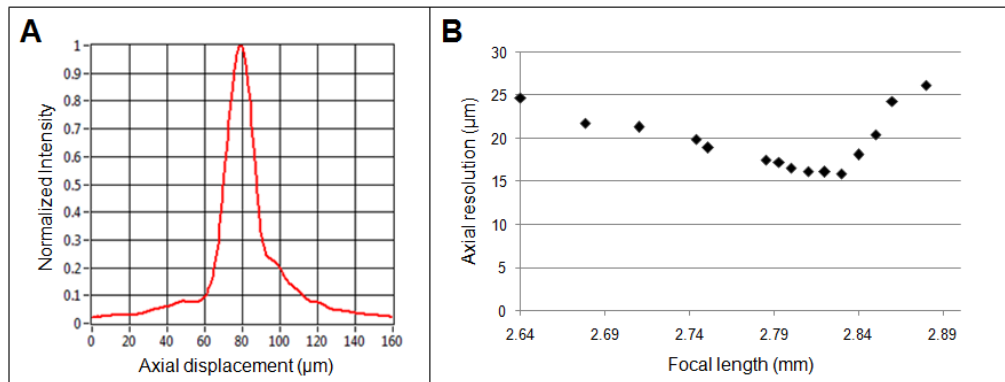 A
Normalized Intensity
1
0.9
0.8
0.7
0.6
0.5
0.4
0.3
0.2
0.1
0
0 20 40 60 80 100 120 140 160
Axial displacement (µm)
B
Axial resolution (µm)
30
25
20
15
10
5
0
2.64 2.69 2.74 2.79 2.84 2.89
Focal length (mm)